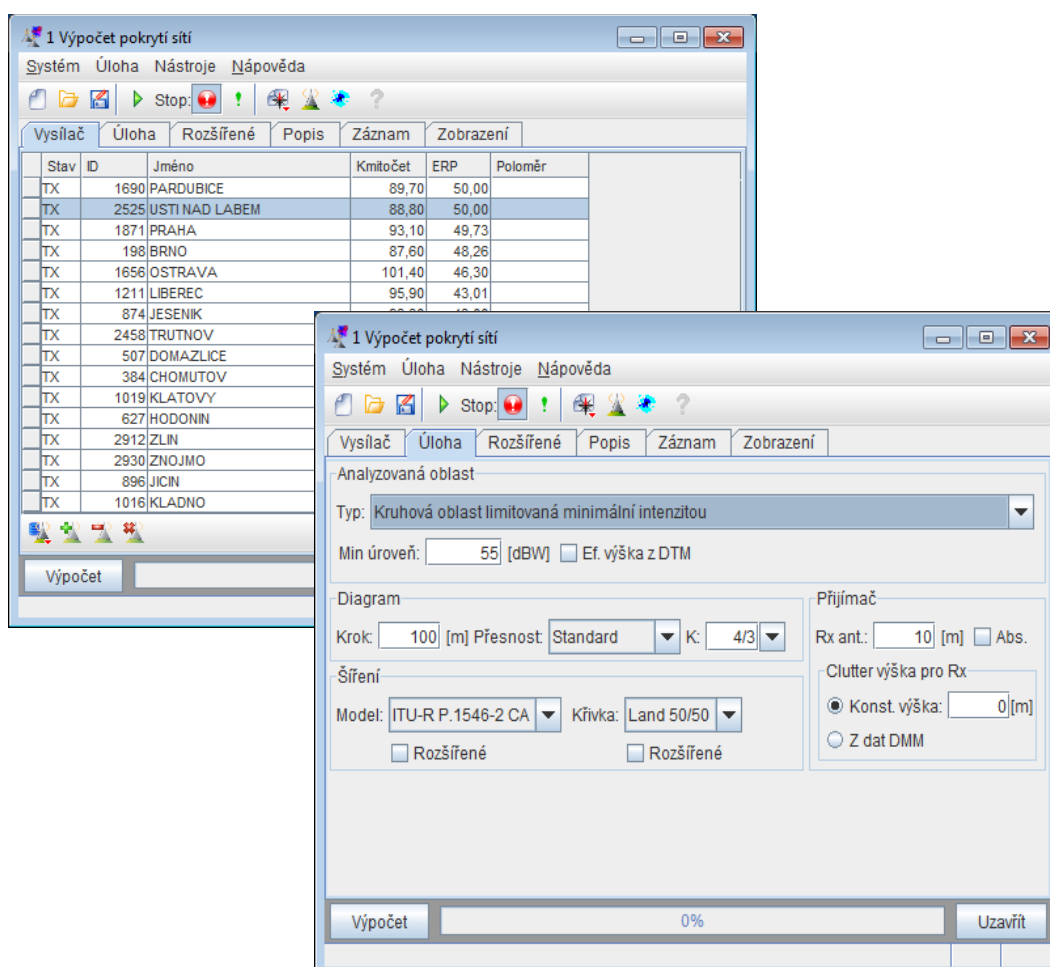 1 Výpočet pokrytí sítí
Systém Úloha Nástroje Nápověda
Stop:
Vysílač Úloha Rozšířené Popis Záznam Zobrazení
Stav ID Jméno Kmitočet ERP Poloměr
TX 1690 PARDUBICE 89,70 50,00
TX 2525 USTI NAD LABEM 88,80 50,00
TX 1871 PRAHA 93,10 49,73
TX 198 BRNO 87,60 48,26
TX 1656 OSTRAVA 101,40 46,30
TX 1211 LIBEREC 95,90 43,01
TX 874 JESENIK
TX 2458 TRUTNOV
TX 507 DOMAZLICE
TX 384 CHOMUTOV
TX 1019 KLATOVY
TX 627 HODONIN
TX 2912 ZLIN
TX 2930 ZNOJMO
TX 896 JICIN
TX 1016 KLADNO
Výpočet
1 Výpočet pokrytí sítí
Systém Úloha Nástroje Nápověda
Stop:
Vysílač Úloha Rozšířené Popis Záznam Zobrazení
Analyzovaná oblast
Typ: Kruhová oblast limitovaná minimální intenzitou
Min úroveň: 55 [dBW] Ef. výška z DTM
Diagram
Krok: 100 [m] Přesnost: Standard K: 4/3
Šíření
Model: ITU-R P.1546-2 CA Křivka: Land 50/50
Rozšířené Rozšířené
Přijímač
Rx ant.: 10 [m] Abs.
Clutter výška pro Rx
Konst. výška: 0 [m]
Z dat DMM
Výpočet 0% Uzavřít